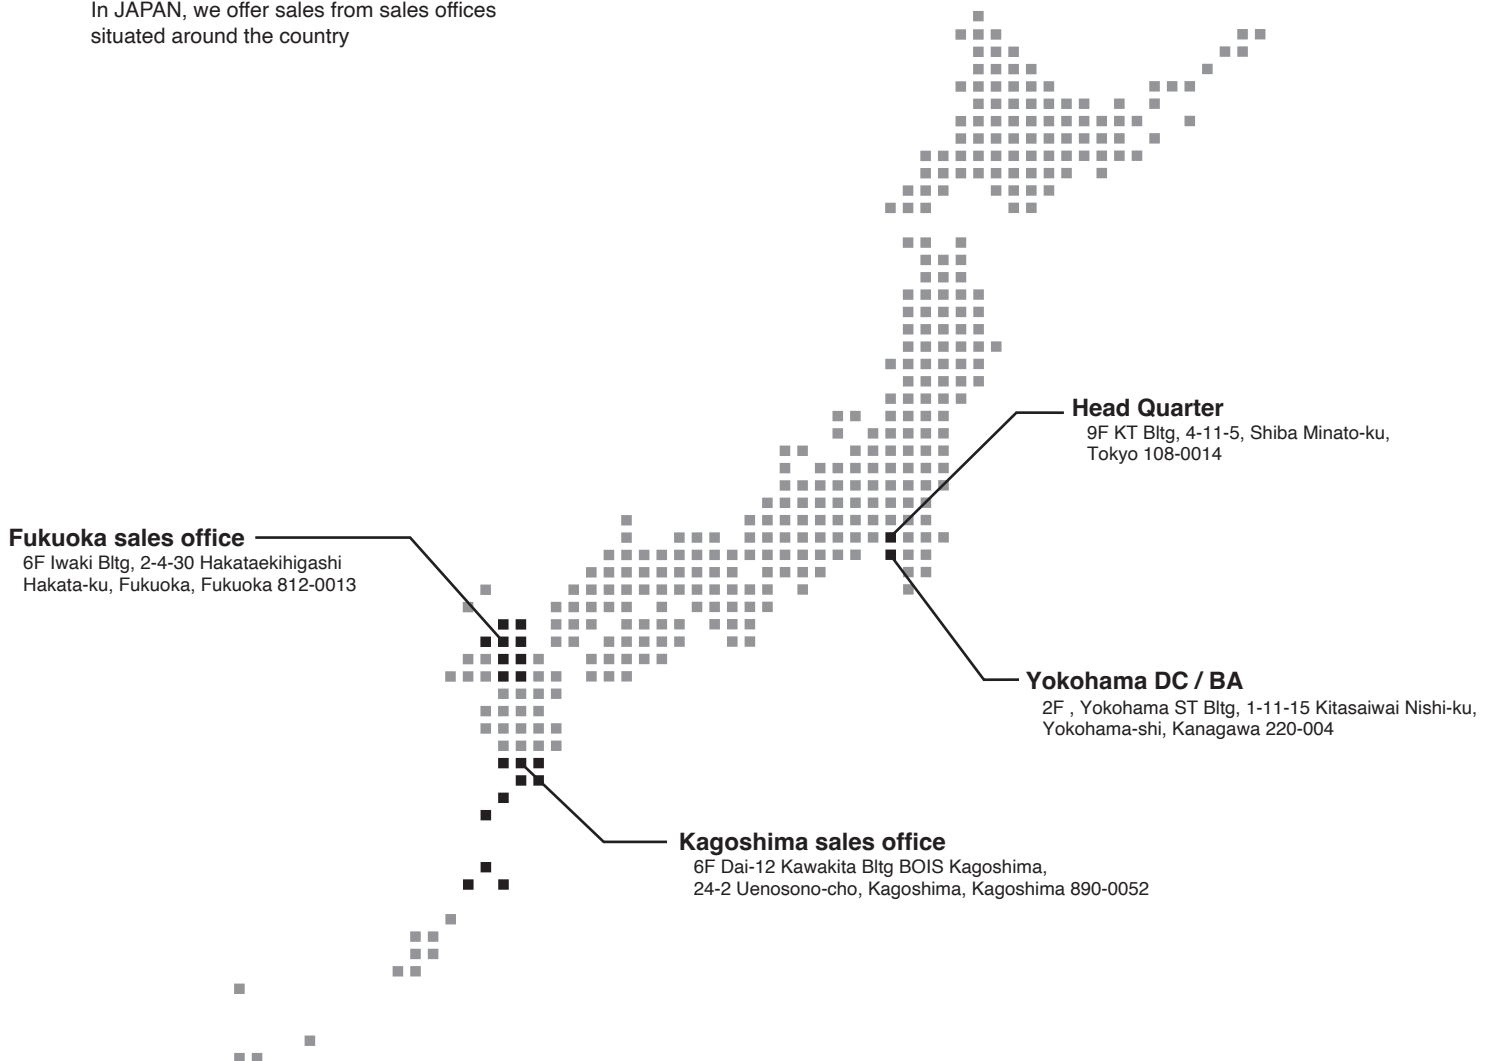 In JAPAN, we offer sales from sales offices
situated around the country
Head Quarter
9F KT Bltg, 4-11-5, Shiba Minato-ku,
Tokyo 108-0014
Fukuoka sales office
6F Iwaki Bltg, 2-4-30 Hakataekihigashi
Hakata-ku, Fukuoka, Fukuoka 812-0013
Yokohama DC / BA
2F , Yokohama ST Bltg, 1-11-15 Kitasaiwai Nishi-ku,
Yokohama-shi, Kanagawa 220-004
Kagoshima sales office
6F Dai-12 Kawakita Bltg BOIS Kagoshima,
24-2 Uenosono-cho, Kagoshima, Kagoshima 890-0052